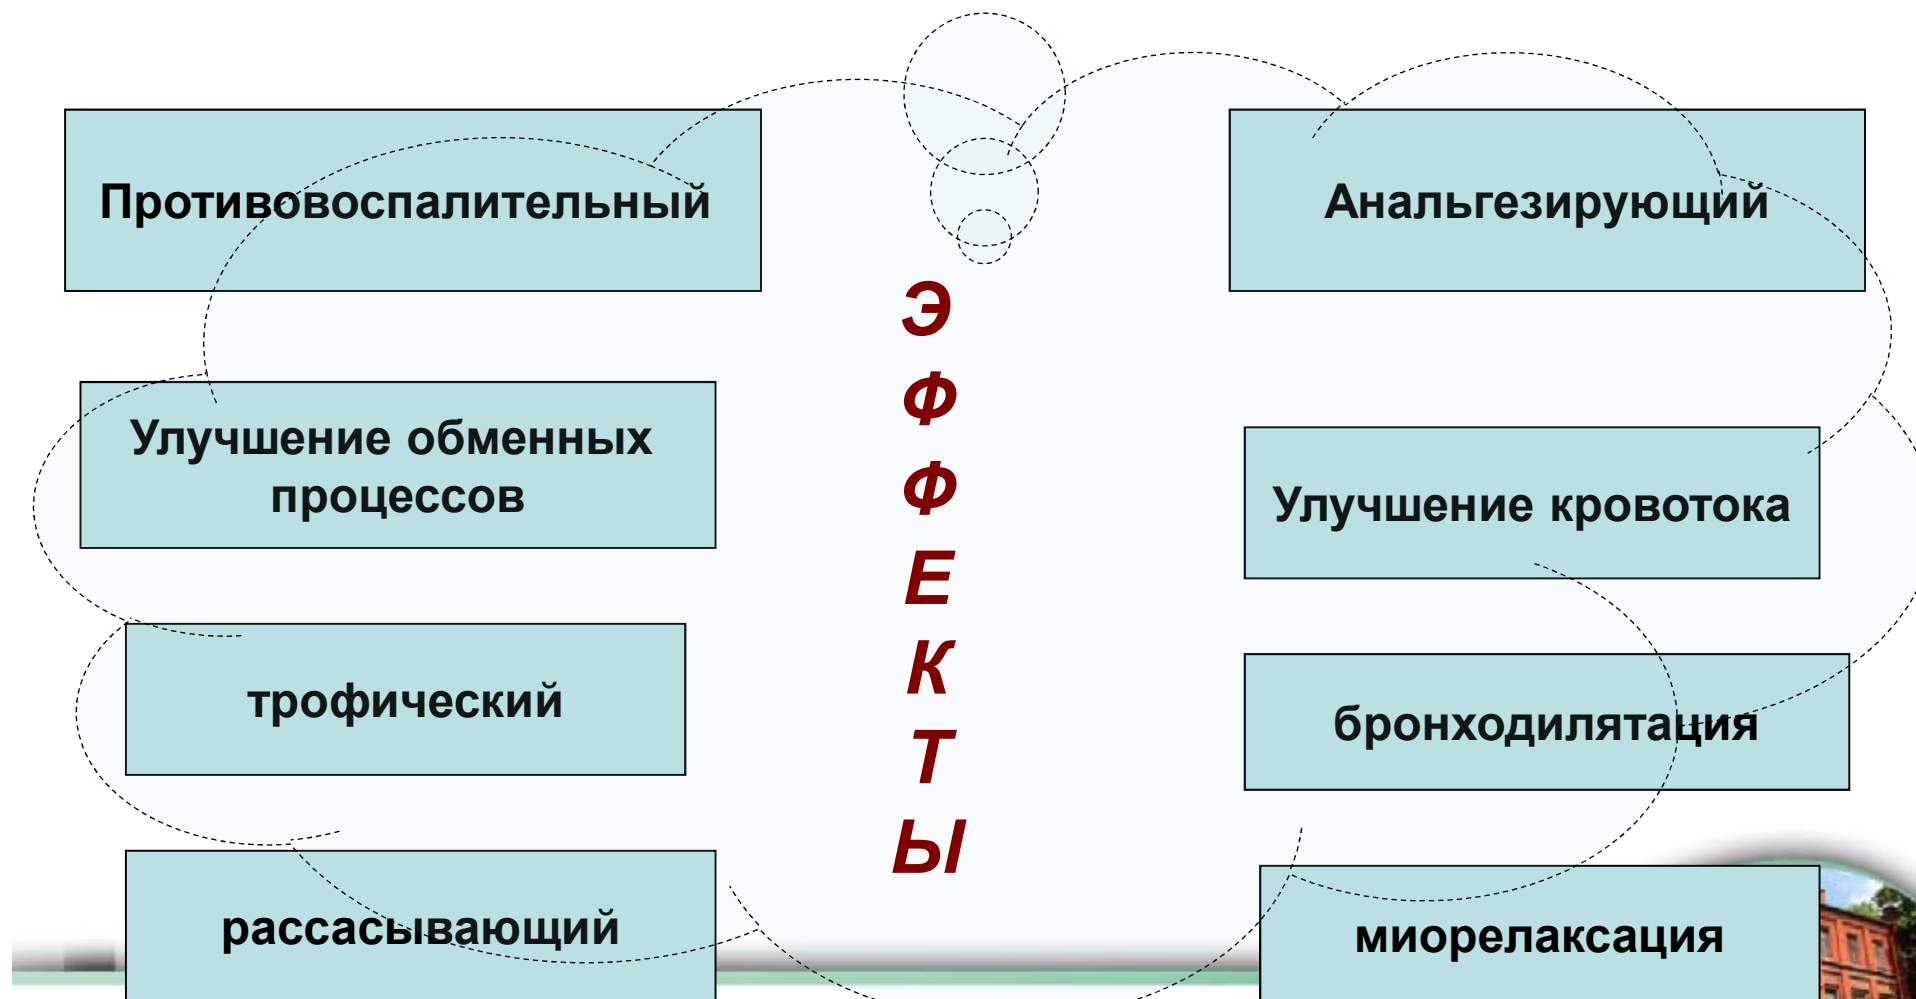 Противовоспалительный
Анальгезирующий
Э
Ф
Ф
Е
К
Т
Ы
Улучшение обменных
процессов
Улучшение кровотока
трофический
бронходилятация
рассасывающий
миорелаксация